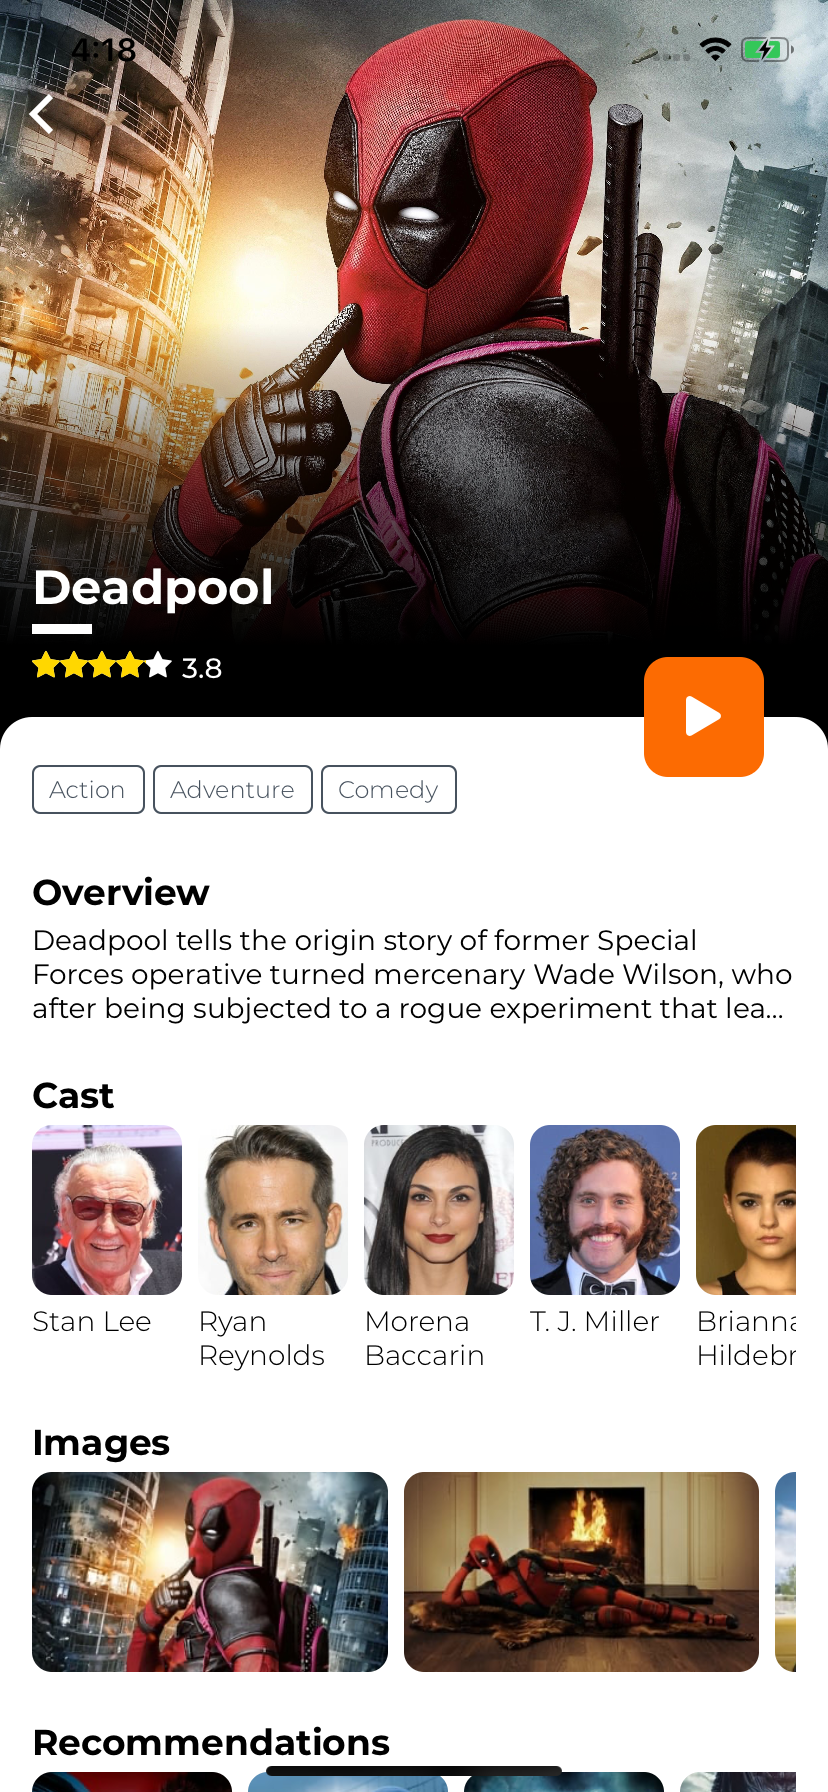 4:18
Deadpool
3.8
Action Adventure Comedy
Overview
Deadpool tells the origin story of former Special
Forces operative turned mercenary Wade Wilson, who
after being subjected to a rogue experiment that lea...
Cast
Stan Lee
Ryan
Reynolds
Morena
Baccarin
T. J. Miller
Brianna
Hildebr
Images
Recommendations